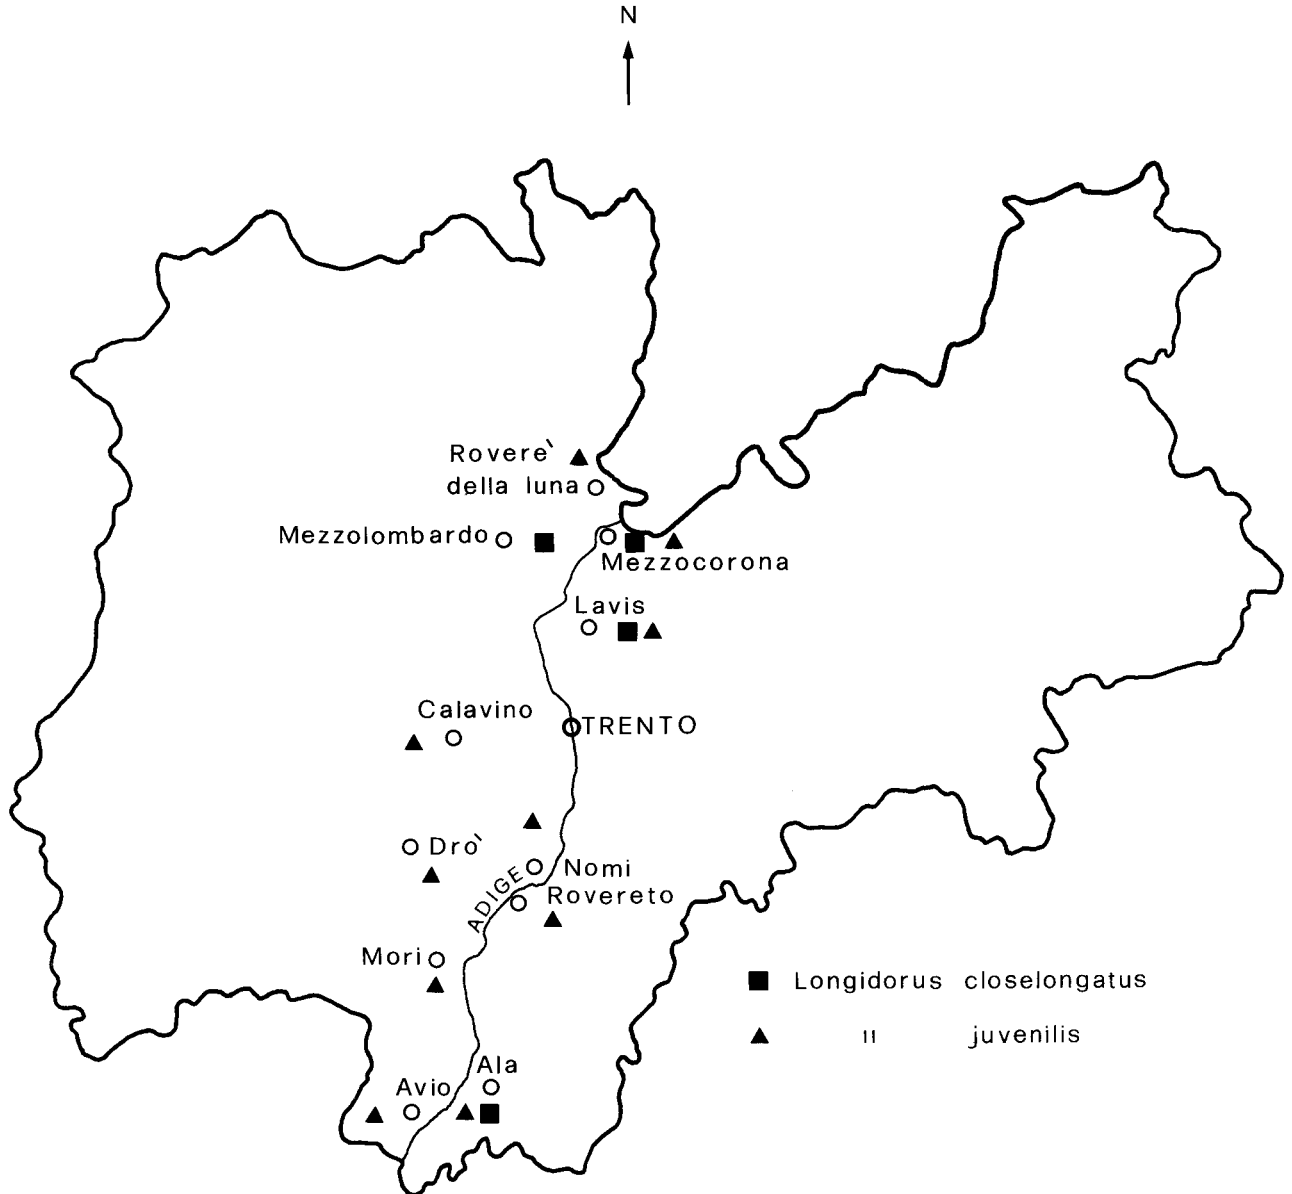 N
Rovere'
della luna
Mezzolombardo
Mezzocorona
Lavis
Calavino
TRENTO
Dro'
ADIGE
Nomi
Rovereto
Mori
Longidorus closelongatus
" juvenilis
Ala
Avio